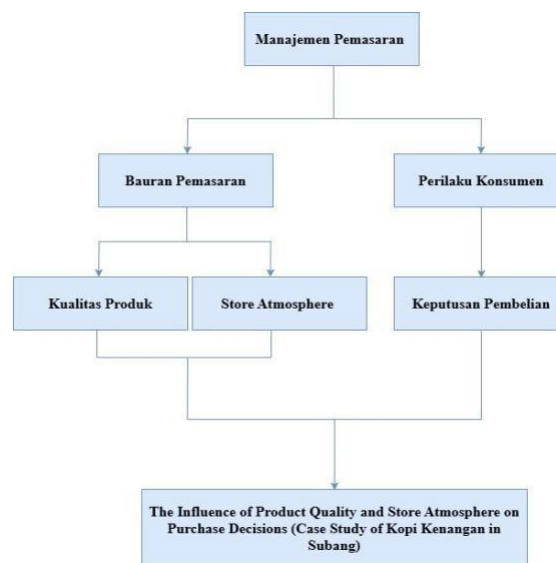 Manajemen Pemasaran
Bauran Pemasaran
Perilaku Konsumen
Kualitas Produk
Store Atmosphere
Keputusan Pembelian
The Influence of Product Quality and Store Atmosphere on
Purchase Decisions (Case Study of Kopi Kenangan in
Subang)